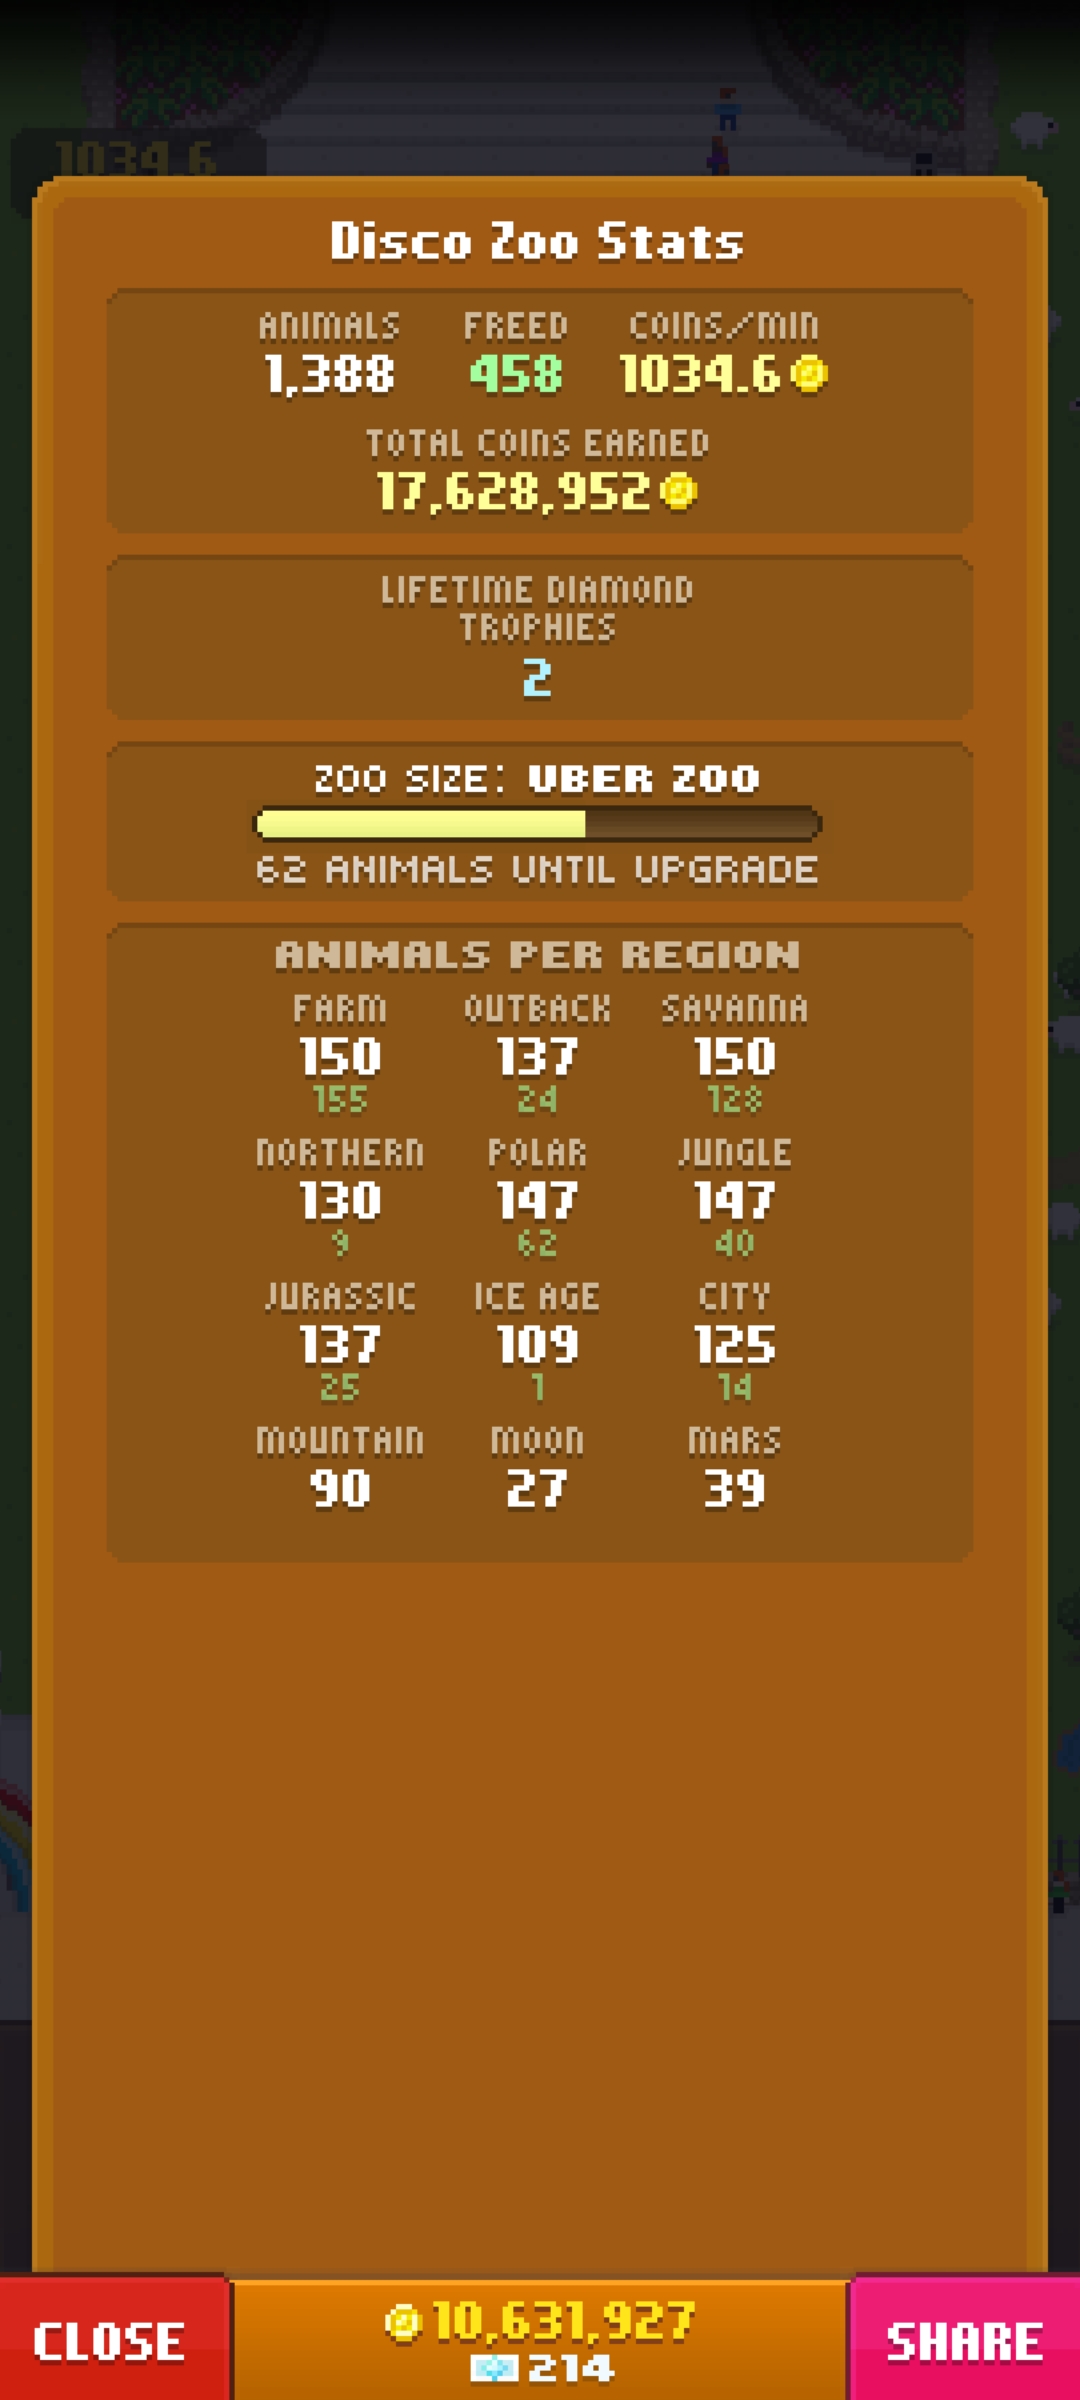 1034.6
Disco Zoo Stats
ANIMALS FREED COINS/MIN
1,388 458 1034.6
TOTAL COINS EARNED
17,628,952
LIFETIME DIAMOND
TROPHIES
2
ZOO SIZE: UBER ZOO
62 ANIMALS UNTIL UPGRADE
ANIMALS PER REGION
FARM OUTBACK SAVANNA
150 137 150
155 24 128
NORTHERN POLAR JUNGLE
130 147 147
9 62 40
JURASSIC ICE AGE CITY
137 109 125
25 1 14
MOUNTAIN MOON MARS
90 27 39
CLOSE
10,631,927
214
SHARE